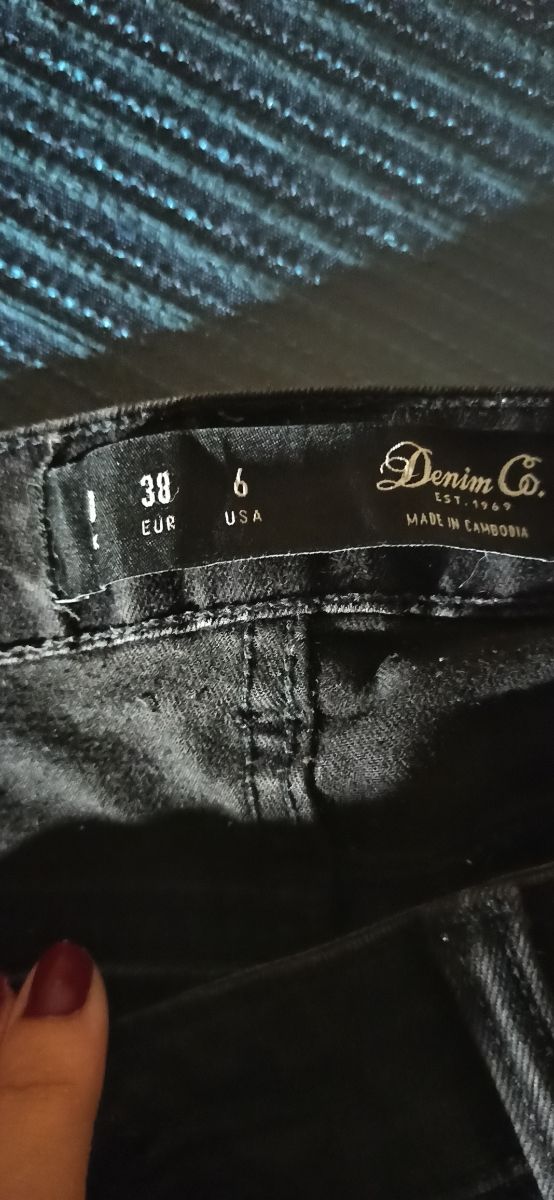 38 6 Denim Co.
EUR USA EST. 1969
MADE IN CAMBODIA